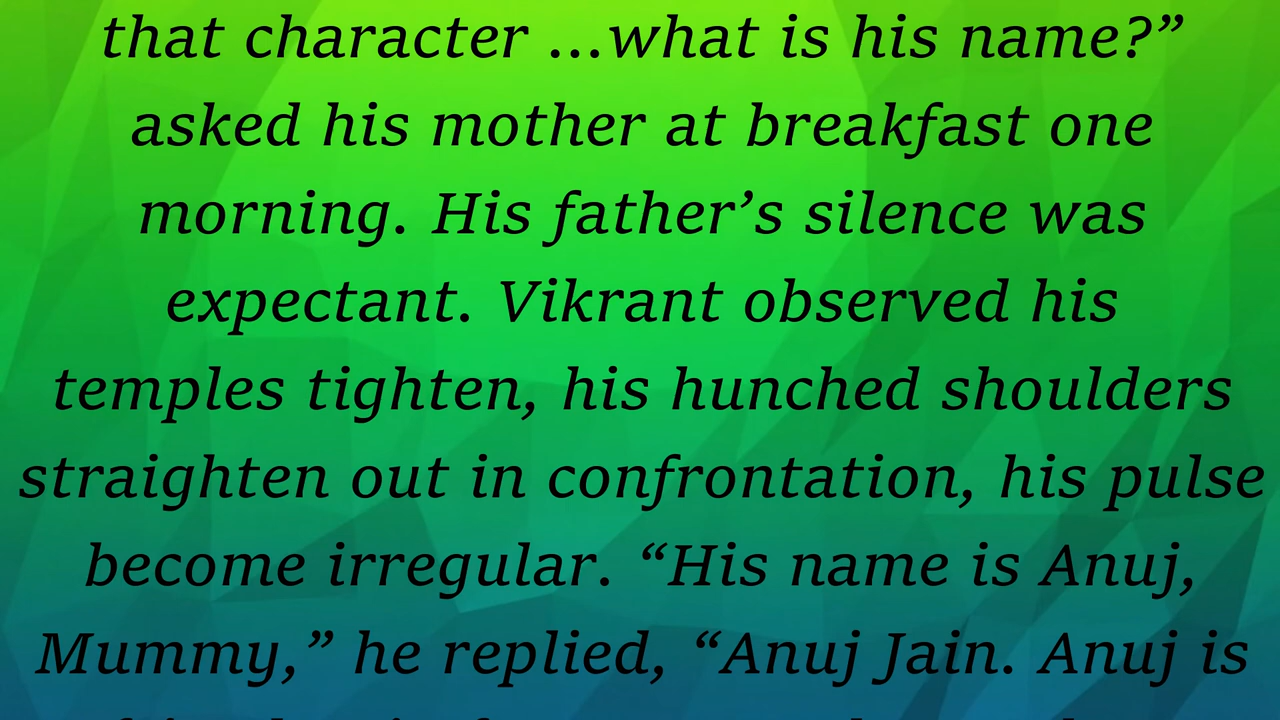 that character ...what is his name?”
asked his mother at breakfast one
morning. His father’s silence was
expectant. Vikrant observed his
temples tighten, his hunched shoulders
straighten out in confrontation, his pulse
become irregular. “His name is Anuj,
Mummy,” he replied, “Anuj Jain. Anuj is